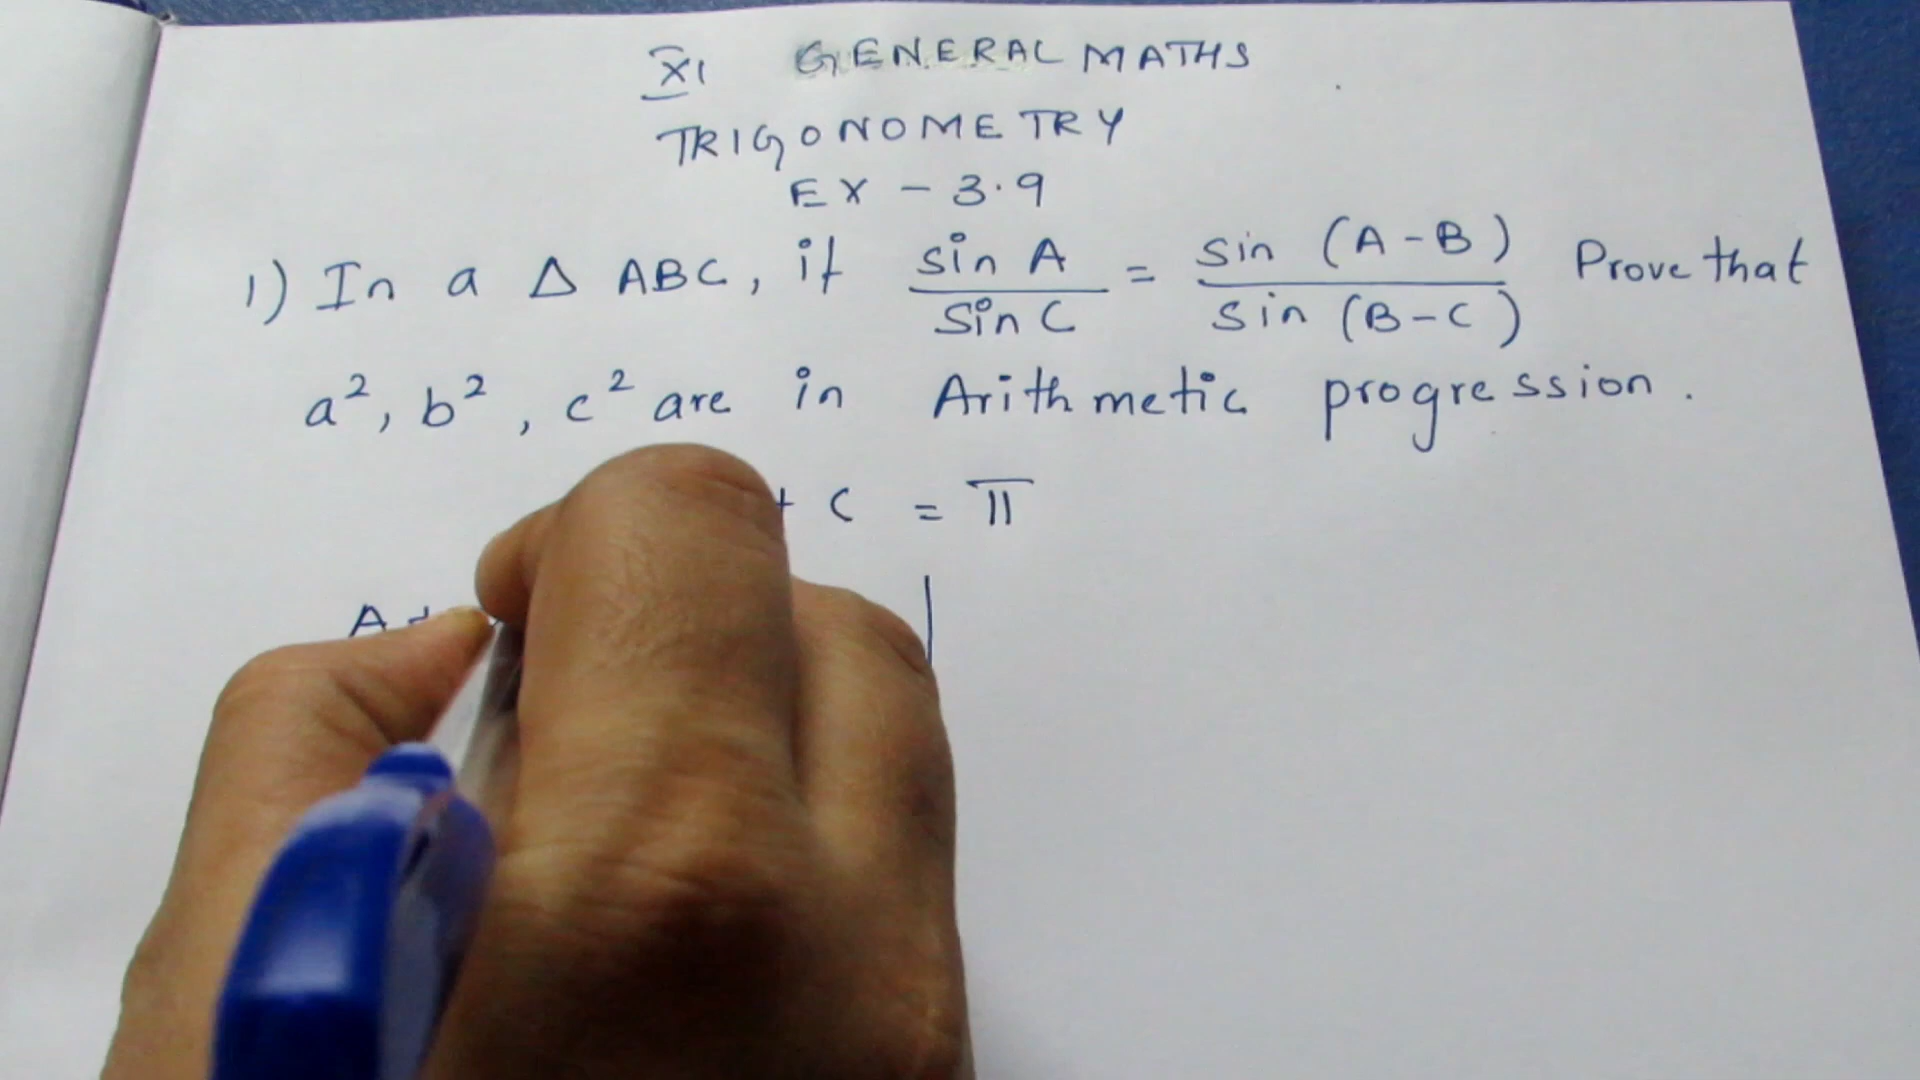 XI GENERAL MATHS
TRIGONOMETRY
EX - 3.9
1) In a Δ ABC, if sin A / sin C = sin (A-B) / sin (B-C) Prove that
a², b², c² are in Arithmetic progression.
+ C = π
A +